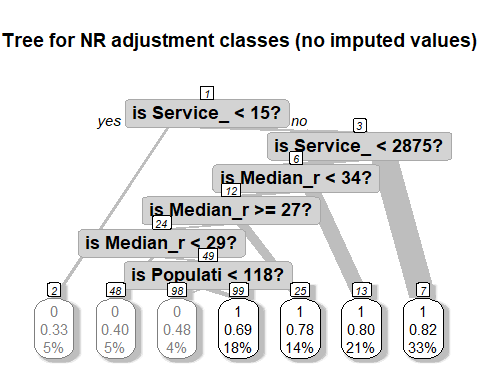 Tree for NR adjustment classes (no imputed values)
1
is Service_ < 15?
yes
no
3
is Service_ < 2875?
6
is Median_r < 34?
12
is Median_r >= 27?
24
is Median_r < 29?
49
is Populati < 118?
2
48
98
99
25
13
7
0 0 0 1 1 1 1
0.33 0.40 0.48 0.69 0.78 0.80 0.82
5% 5% 4% 18% 14% 21% 33%